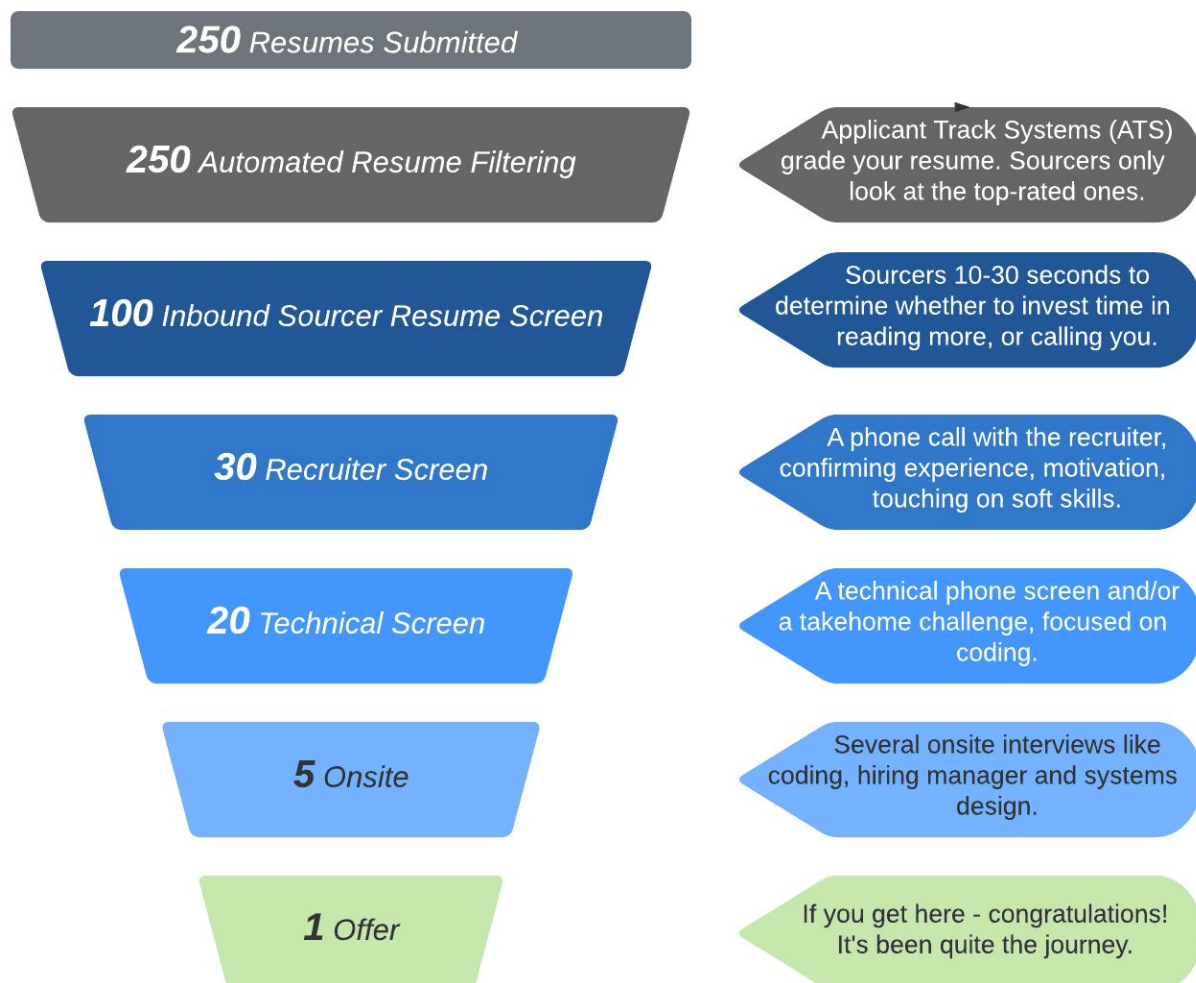 250 Resumes Submitted
250 Automated Resume Filtering
Applicant Track Systems (ATS)
grade your resume. Sourcers only
look at the top-rated ones.
100 Inbound Sourcer Resume Screen
Sourcers 10-30 seconds to
determine whether to invest time in
reading more, or calling you.
30 Recruiter Screen
A phone call with the recruiter,
confirming experience, motivation,
touching on soft skills.
20 Technical Screen
A technical phone screen and/or
a takehome challenge, focused on
coding.
5 Onsite
Several onsite interviews like
coding, hiring manager and systems
design.
1 Offer
If you get here - congratulations!
It's been quite the journey.